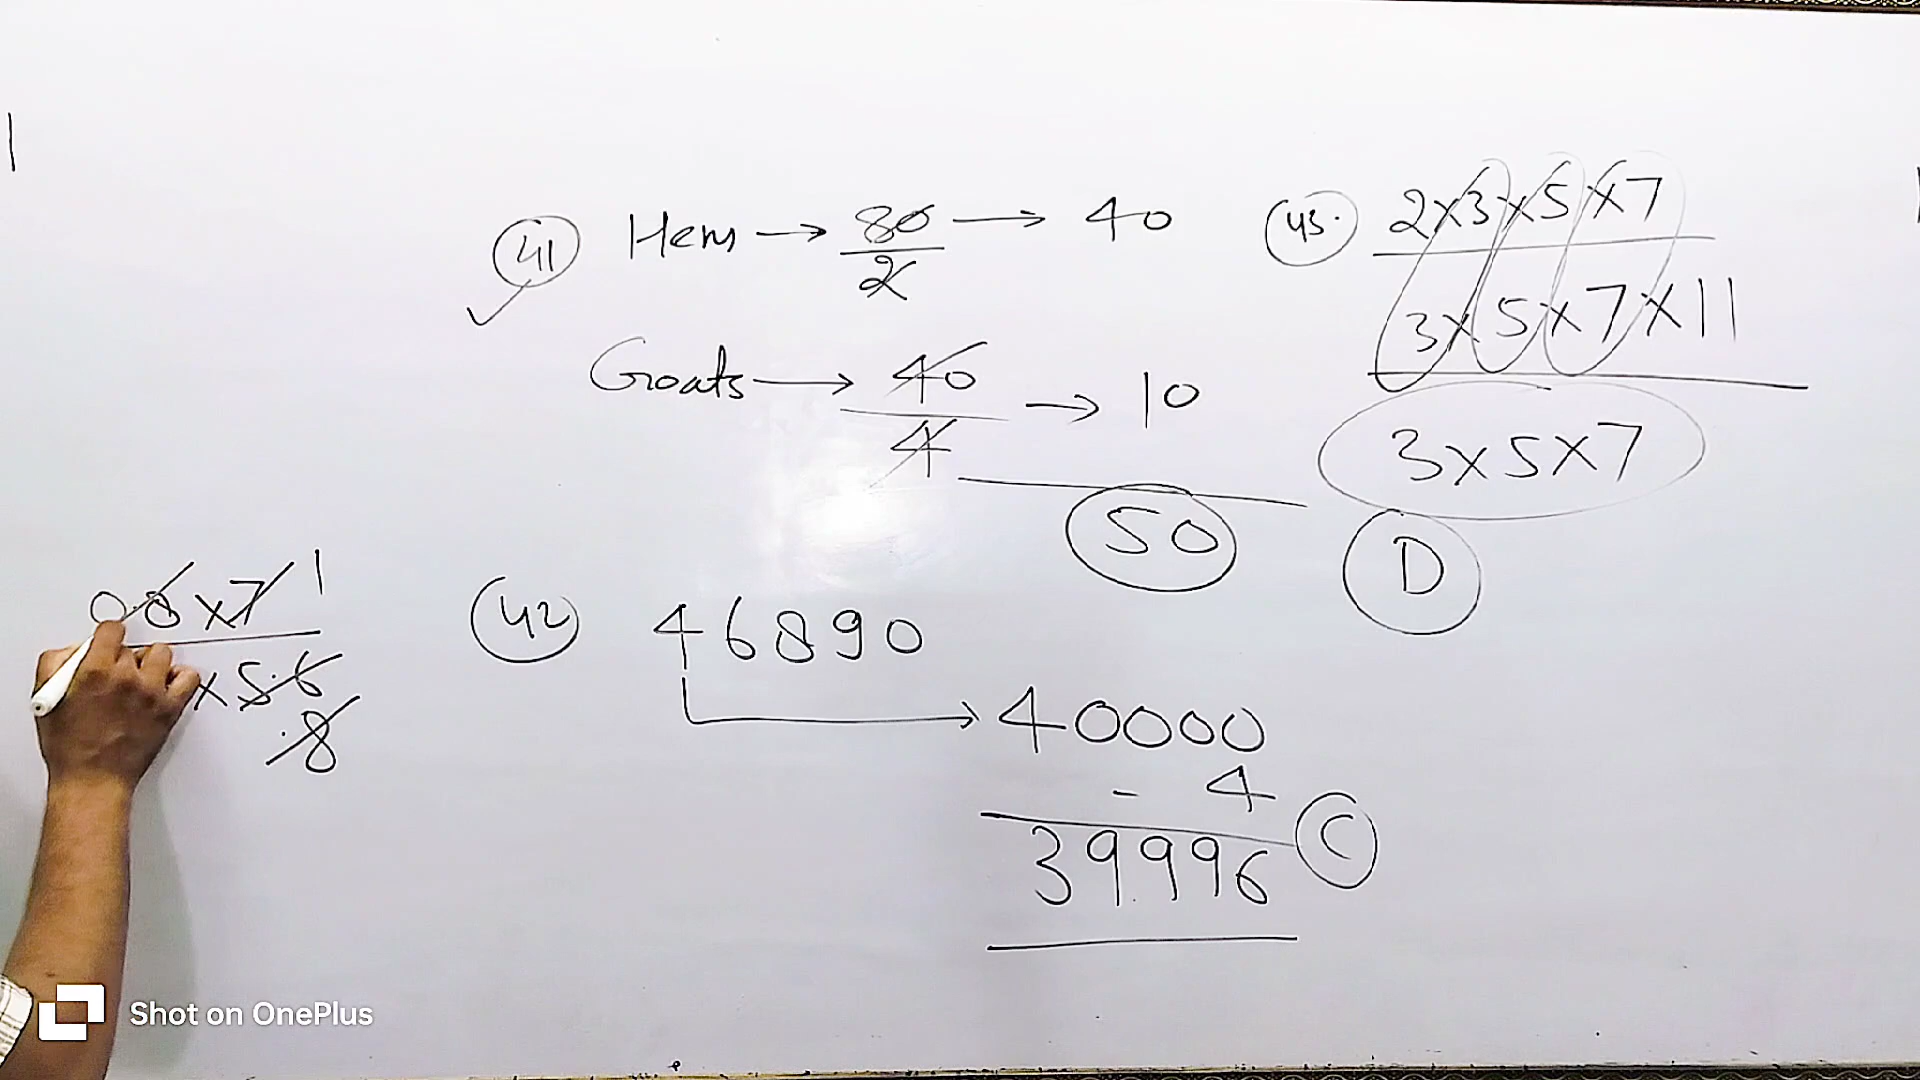 41 Hens → 80/2 → 40
Goats → 40/4 → 10
50
42 46890
→ 40000
- 4
39996 C
43. 2×3×5×7
3×5×7×11
3×5×7
D
0.8×7 1
×5.6
.8
Shot on OnePlus